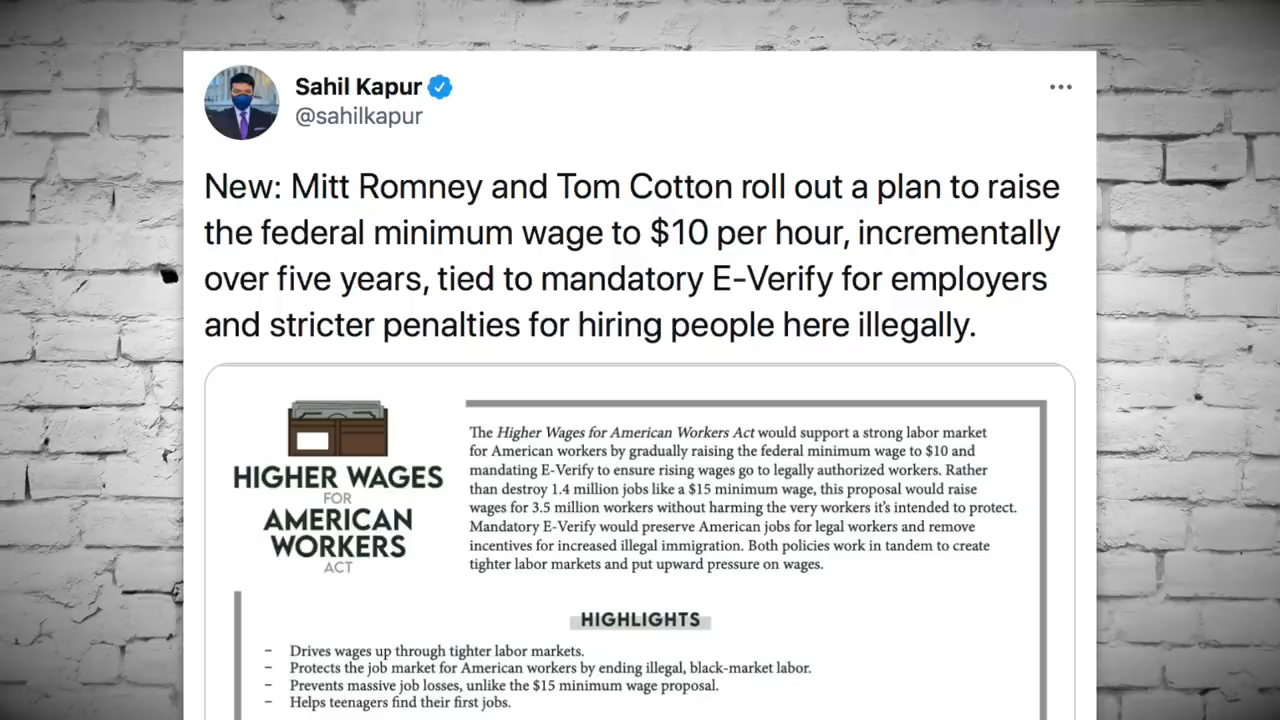 Sahil Kapur
@sahilkapur
New: Mitt Romney and Tom Cotton roll out a plan to raise
the federal minimum wage to $10 per hour, incrementally
over five years, tied to mandatory E-Verify for employers
and stricter penalties for hiring people here illegally.
HIGHER WAGES
FOR
AMERICAN
WORKERS
ACT
The Higher Wages for American Workers Act would support a strong labor market
for American workers by gradually raising the federal minimum wage to $10 and
mandating E-Verify to ensure rising wages go to legally authorized workers. Rather
than destroy 1.4 million jobs like a $15 minimum wage, this proposal would raise
wages for 3.5 million workers without harming the very workers it's intended to protect.
Mandatory E-Verify would preserve American jobs for legal workers and remove
incentives for increased illegal immigration. Both policies work in tandem to create
tighter labor markets and put upward pressure on wages.
HIGHLIGHTS
- Drives wages up through tighter labor markets.
- Protects the job market for American workers by ending illegal, black-market labor.
- Prevents massive job losses, unlike the $15 minimum wage proposal.
- Helps teenagers find their first jobs.